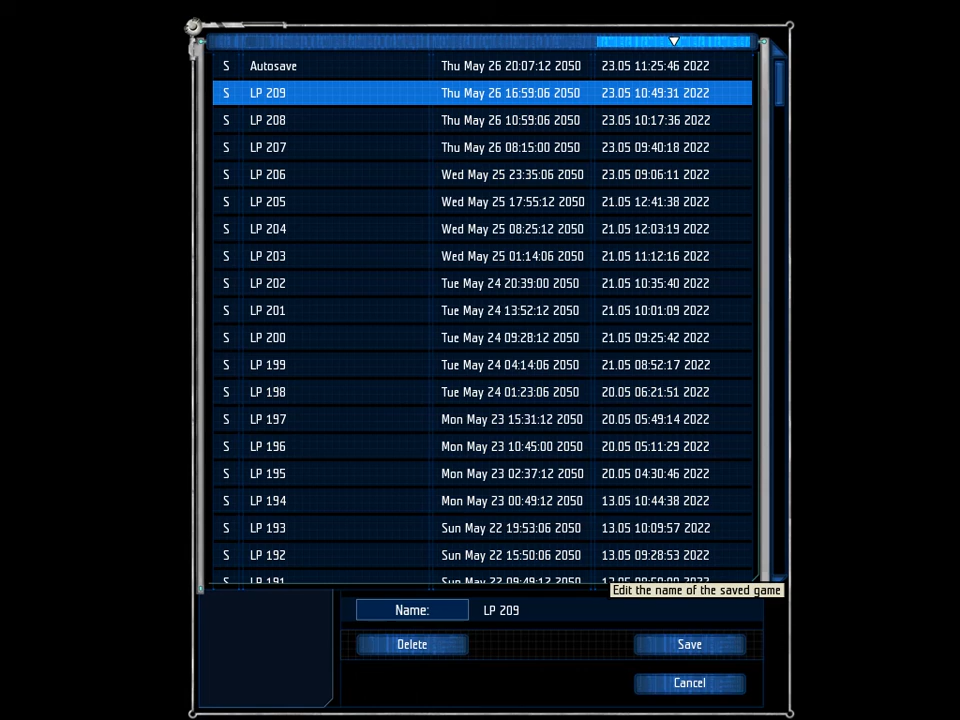 S Autosave Thu May 26 20:07:12 2050 23.05 11:25:46 2022
S LP 209 Thu May 26 16:59:06 2050 23.05 10:49:31 2022
S LP 208 Thu May 26 10:59:06 2050 23.05 10:17:36 2022
S LP 207 Thu May 26 08:15:00 2050 23.05 09:40:18 2022
S LP 206 Wed May 25 23:35:06 2050 23.05 09:06:11 2022
S LP 205 Wed May 25 17:55:12 2050 21.05 12:41:38 2022
S LP 204 Wed May 25 08:25:12 2050 21.05 12:03:19 2022
S LP 203 Wed May 25 01:14:06 2050 21.05 11:12:16 2022
S LP 202 Tue May 24 20:39:00 2050 21.05 10:35:40 2022
S LP 201 Tue May 24 13:52:12 2050 21.05 10:01:09 2022
S LP 200 Tue May 24 09:28:12 2050 21.05 09:25:42 2022
S LP 199 Tue May 24 04:14:06 2050 21.05 08:52:17 2022
S LP 198 Tue May 24 01:23:06 2050 20.05 06:21:51 2022
S LP 197 Mon May 23 15:31:12 2050 20.05 05:49:14 2022
S LP 196 Mon May 23 10:45:00 2050 20.05 05:11:29 2022
S LP 195 Mon May 23 02:37:12 2050 20.05 04:30:46 2022
S LP 194 Mon May 23 00:49:12 2050 13.05 10:44:38 2022
S LP 193 Sun May 22 19:53:06 2050 13.05 10:09:57 2022
S LP 192 Sun May 22 15:50:06 2050 13.05 09:28:53 2022
S LP 191 Sun May 22 09:49:12 2050
Edit the name of the saved game
Name: LP 209
Delete Save
Cancel